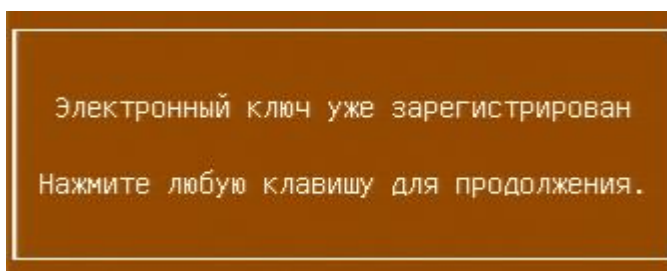 Электронный ключ уже зарегистрирован
Нажмите любую клавишу для продолжения.